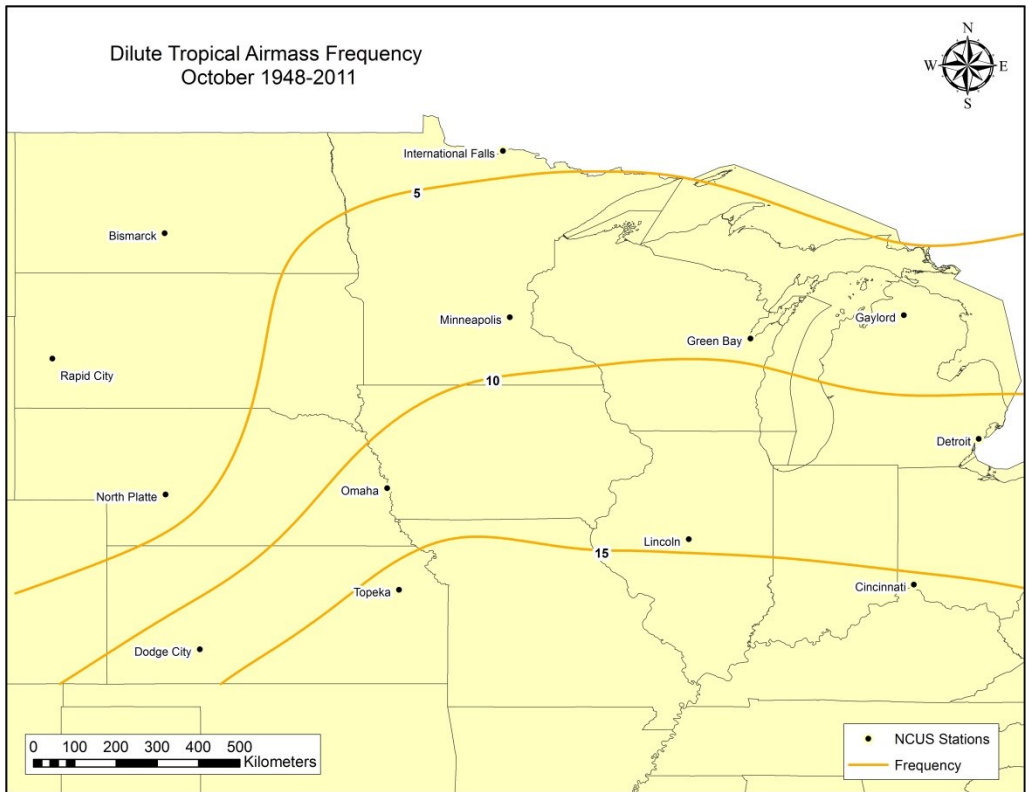 Dilute Tropical Airmass Frequency
October 1948-2011
N
W E
S
International Falls
5
Bismarck
Minneapolis
Gaylord
Green Bay
Rapid City
10
Detroit
North Platte
Omaha
Lincoln
15
Topeka
Cincinnati
Dodge City
0 100 200 300 400 500
Kilometers
NCUS Stations
Frequency